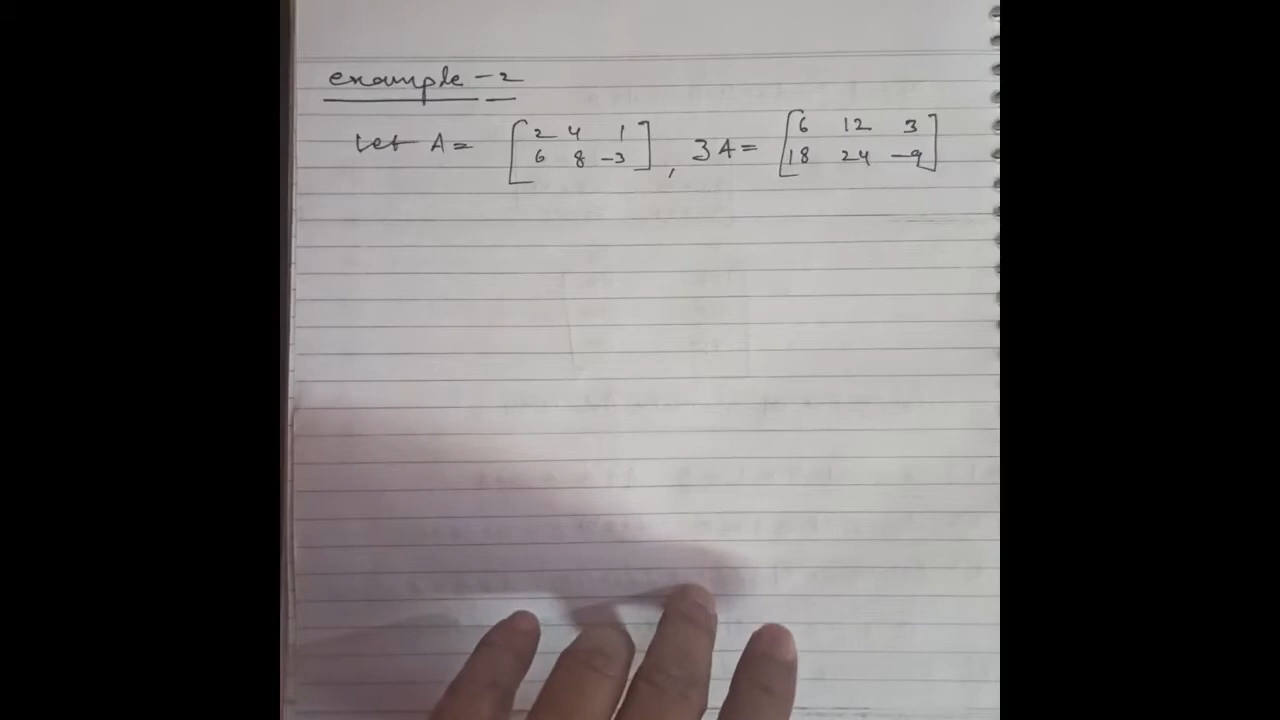 example - 2
Let A = [ 2 4 1 ], 3A = [ 6 12 3 ]
[ 6 8 -3 ] [ 18 24 -9 ]